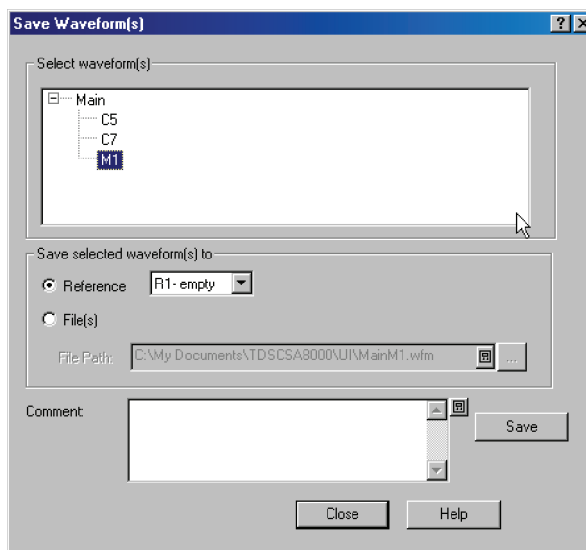 Save Waveform(s)
Select waveform(s)
Main
C5
C7
M1
Save selected waveform(s) to
Reference R1- empty
File(s)
File Path: C:\My Documents\TDSCSA8000\UI\MainM1.wfm ...
Comment:
Save
Close Help